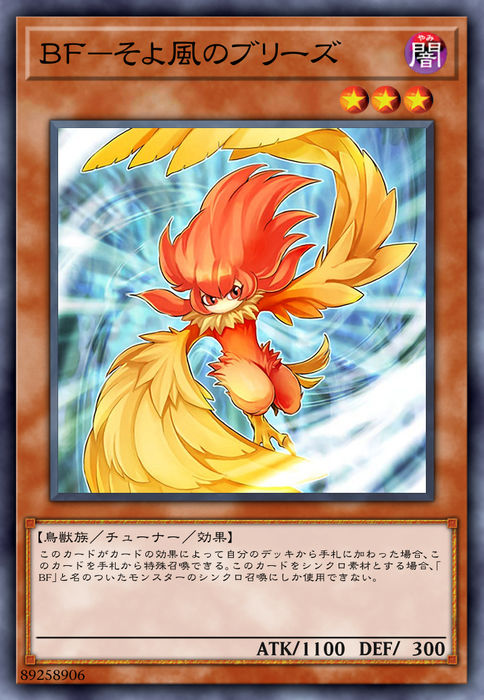 BF－そよ風のブリーズ
やみ
闇
【鳥獣族／チューナー／効果】
このカードがカードの効果によって自分のデッキから手札に加わった場合、こ
のカードを手札から特殊召喚できる。このカードをシンクロ素材とする場合、「
BF」と名のついたモンスターのシンクロ召喚にしか使用できない。
ATK/1100 DEF/ 300
89258906